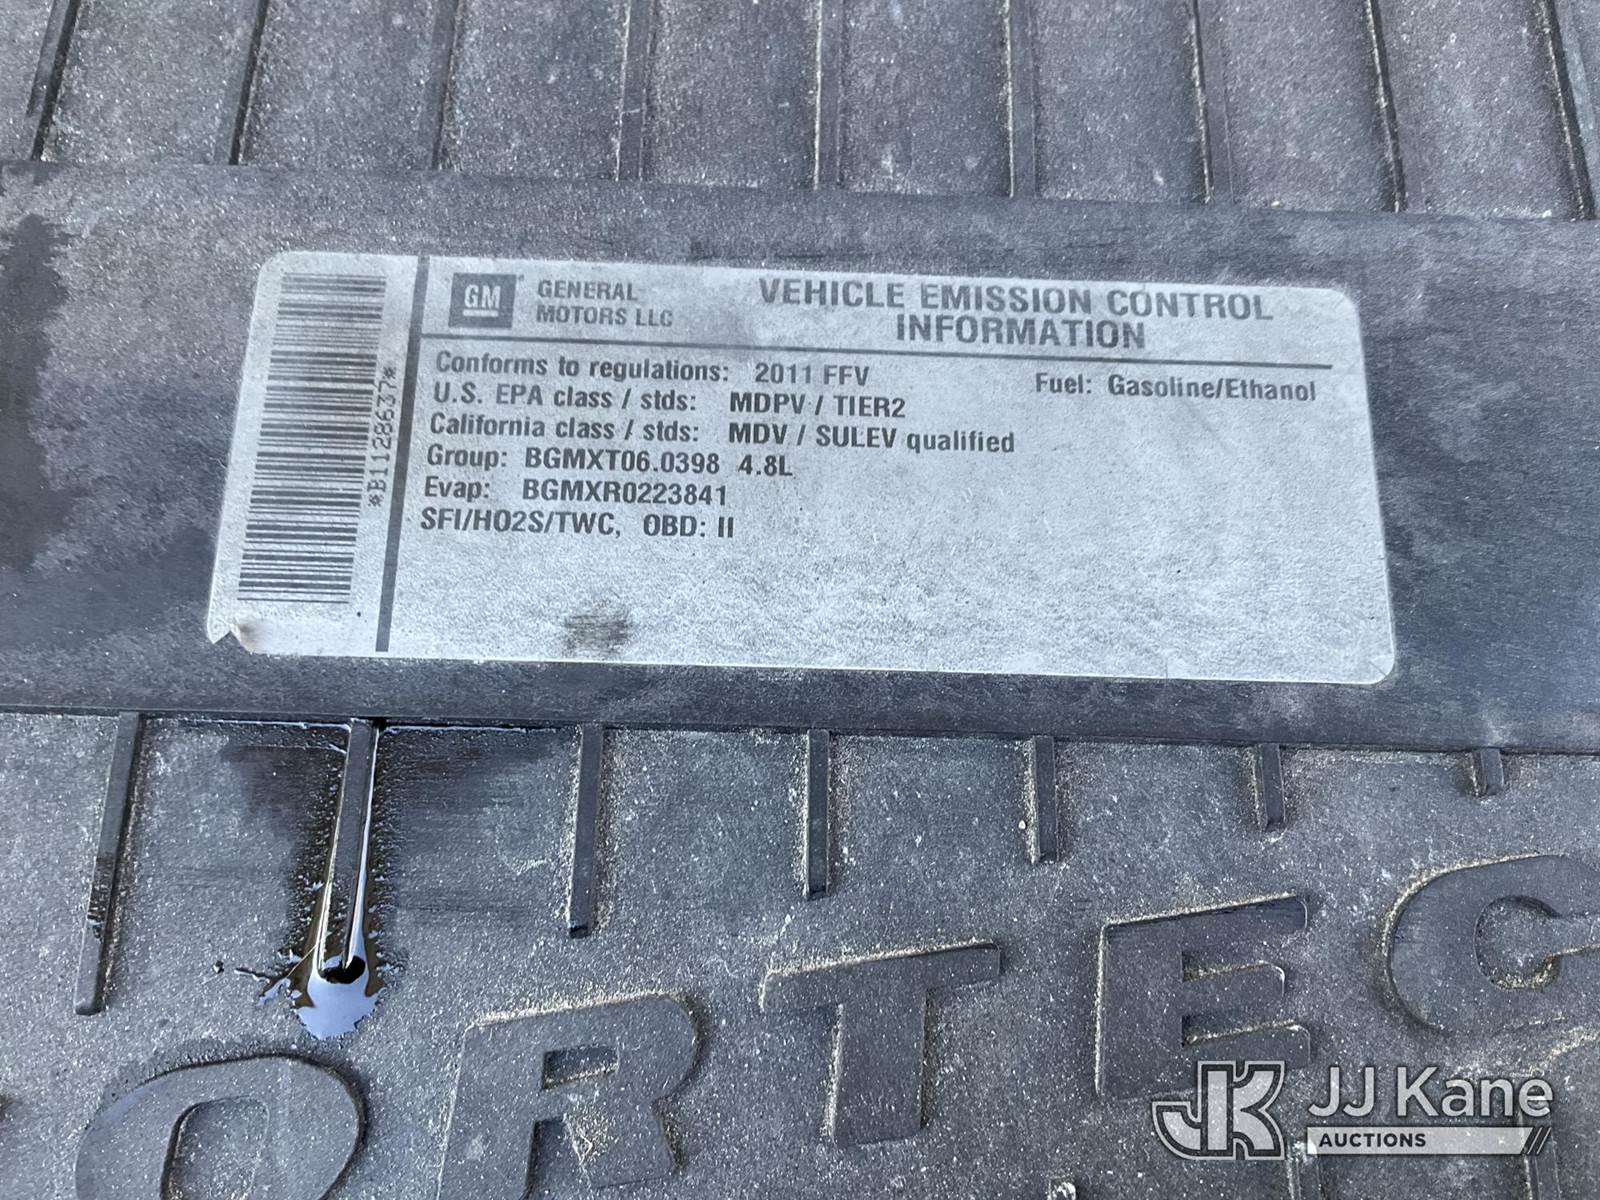 GM GENERAL MOTORS LLC
VEHICLE EMISSION CONTROL
INFORMATION
Conforms to regulations: 2011 FFV
Fuel: Gasoline/Ethanol
U.S. EPA class / stds: MDPV / TIER2
California class / stds: MDV / SULEV qualified
Group: BGMXT06.0398 4.8L
Evap: BGMXR0223841
SFI/HO2S/TWC, OBD: II
*B1128637*
ORTEC
JK JJ Kane
AUCTIONS